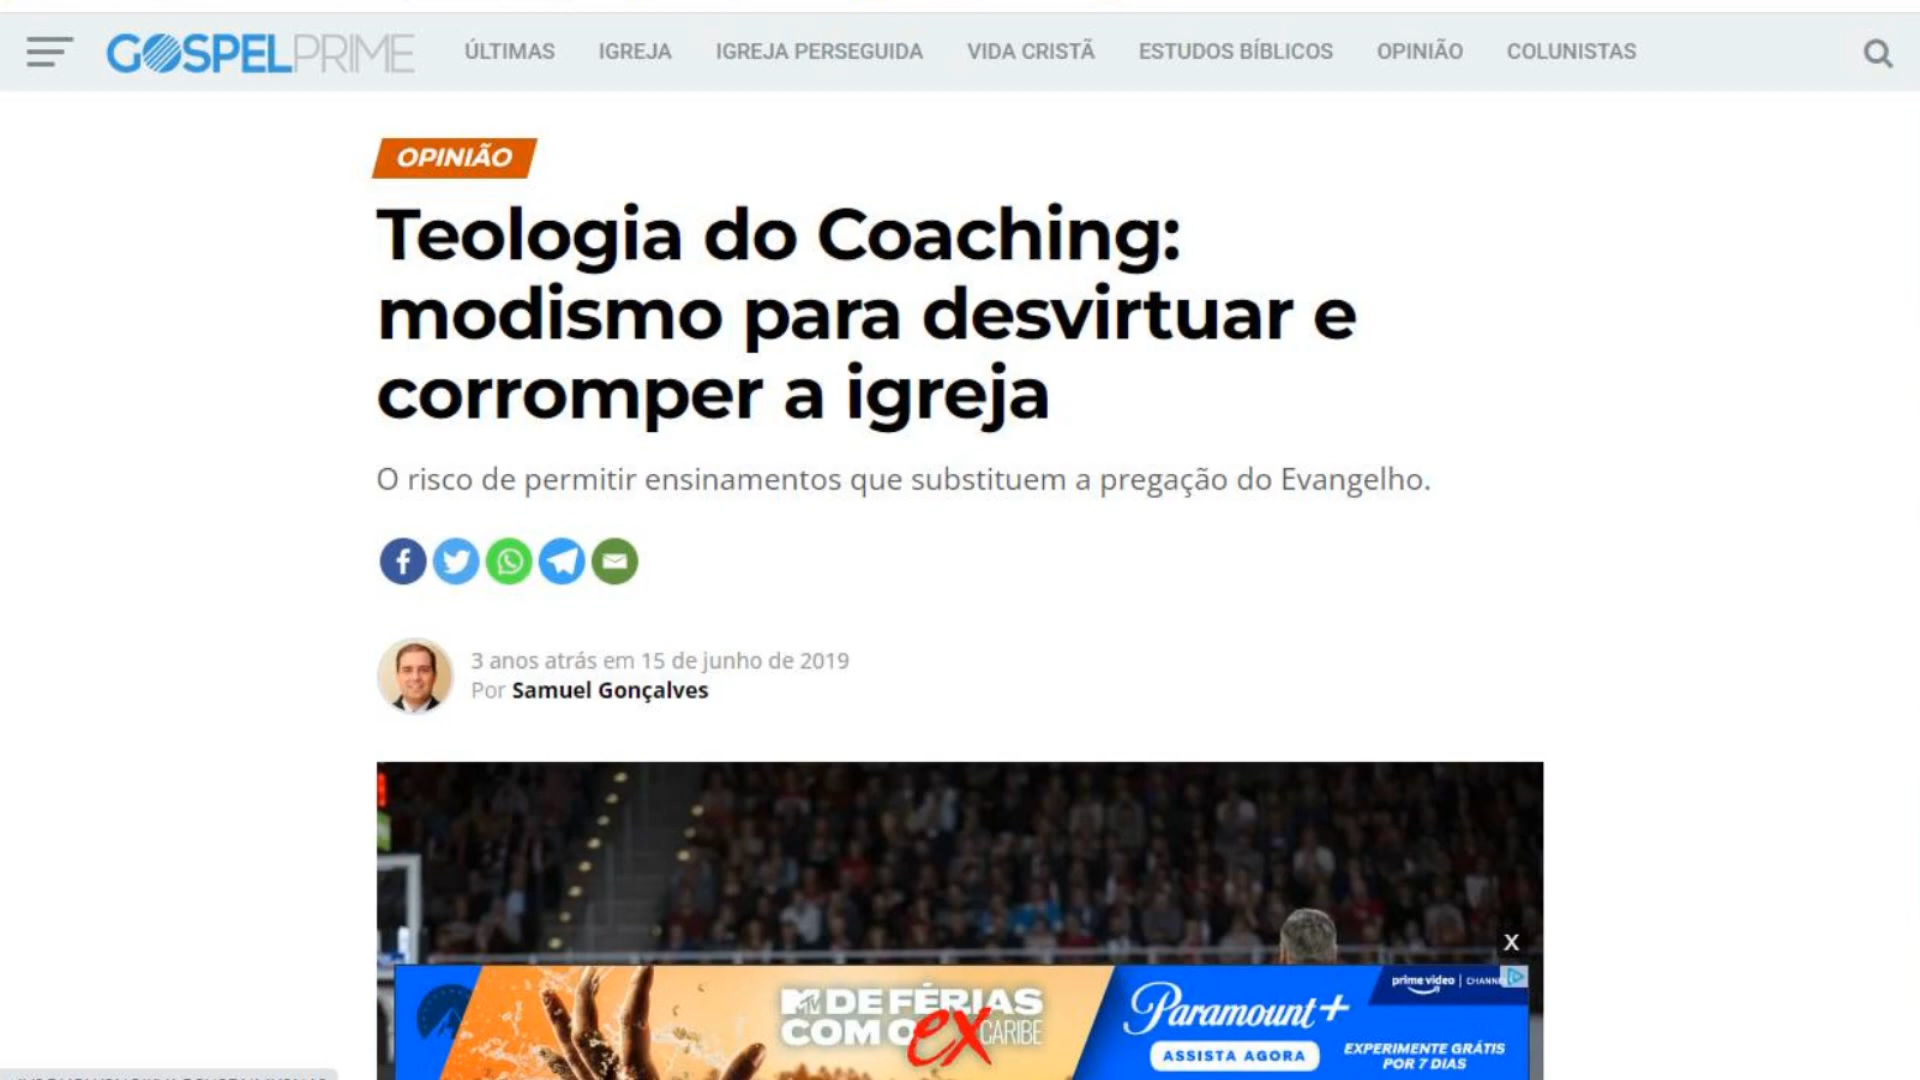 GOSPELPRIME
ÚLTIMAS IGREJA IGREJA PERSEGUIDA VIDA CRISTÃ ESTUDOS BÍBLICOS OPINIÃO COLUNISTAS
OPINIÃO
Teologia do Coaching:
modismo para desvirtuar e
corromper a igreja
O risco de permitir ensinamentos que substituem a pregação do Evangelho.
3 anos atrás em 15 de junho de 2019
Por Samuel Gonçalves
X
prime video
MTV DE FÉRIAS
COM O ex CARIBE
Paramount+
ASSISTA AGORA
EXPERIMENTE GRÁTIS
POR 7 DIAS